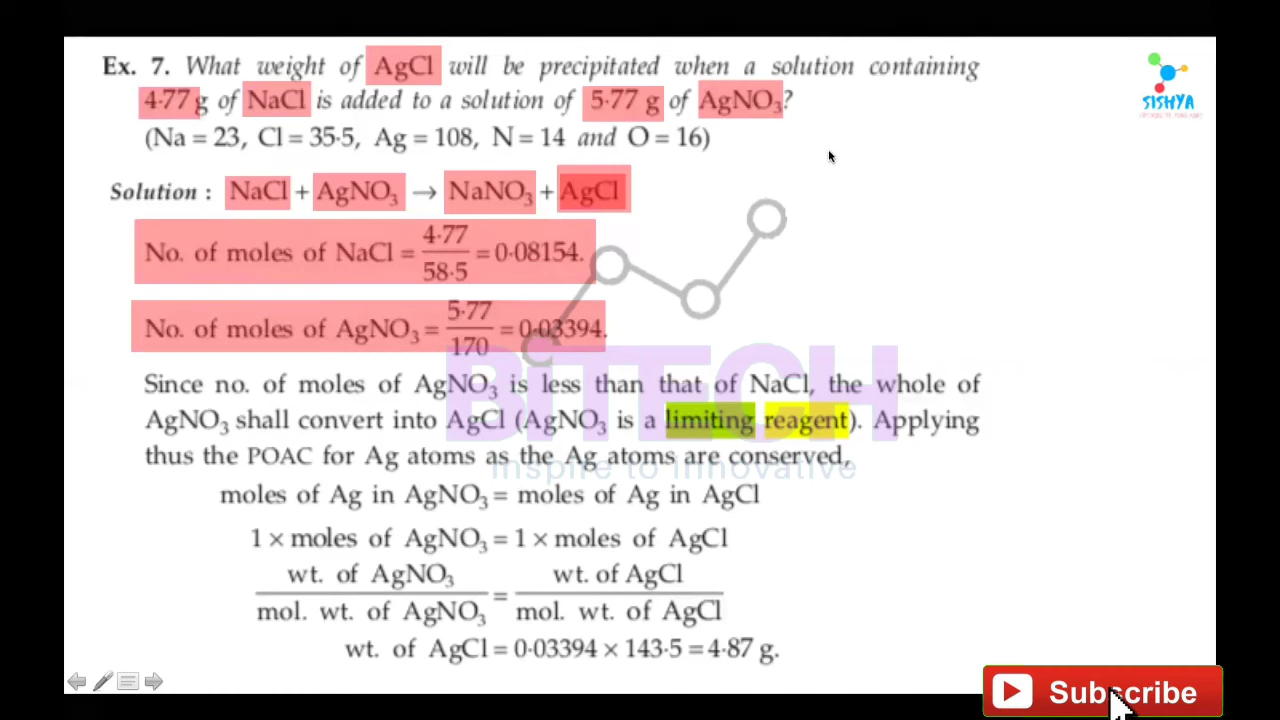 Ex. 7. What weight of AgCl will be precipitated when a solution containing
4·77 g of NaCl is added to a solution of 5·77 g of AgNO₃?
(Na = 23, Cl = 35·5, Ag = 108, N = 14 and O = 16)
SISHYA
Solution : NaCl + AgNO₃ → NaNO₃ + AgCl
No. of moles of NaCl = 4·77/58·5 = 0·08154.
No. of moles of AgNO₃ = 5·77/170 = 0·03394.
Since no. of moles of AgNO₃ is less than that of NaCl, the whole of
AgNO₃ shall convert into AgCl (AgNO₃ is a limiting reagent). Applying
thus the POAC for Ag atoms as the Ag atoms are conserved,
BiTECH
inspire to innovative
moles of Ag in AgNO₃ = moles of Ag in AgCl
1 × moles of AgNO₃ = 1 × moles of AgCl
wt. of AgNO₃/mol. wt. of AgNO₃ = wt. of AgCl/mol. wt. of AgCl
wt. of AgCl = 0·03394 × 143·5 = 4·87 g.
Subscribe